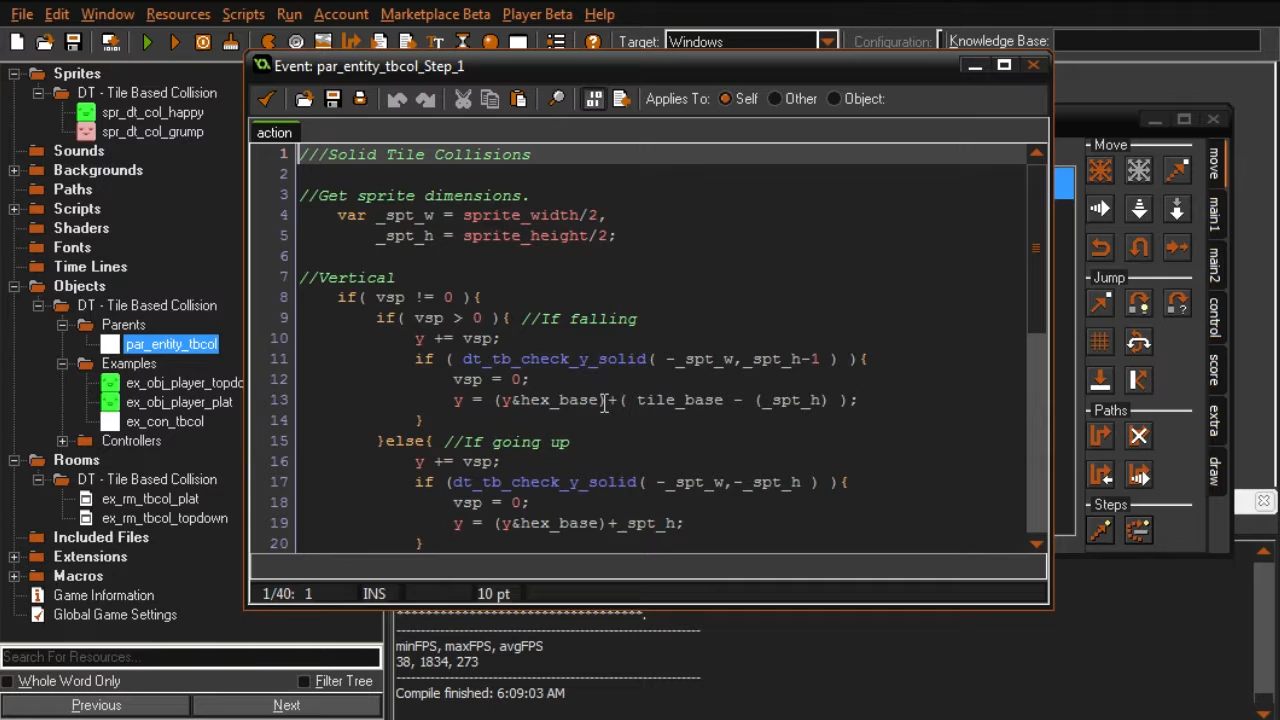 File Edit Window Resources Scripts Run Account Marketplace Beta Player Beta Help
Target: Windows Configuration: Knowledge Base:
Sprites
DT - Tile Based Collision
spr_dt_col_happy
spr_dt_col_grump
Sounds
Backgrounds
Paths
Scripts
Shaders
Fonts
Time Lines
Objects
DT - Tile Based Collision
Parents
par_entity_tbcol
Examples
ex_obj_player_topdo
ex_obj_player_plat
ex_con_tbcol
Controllers
Rooms
DT - Tile Based Collision
ex_rm_tbcol_plat
ex_rm_tbcol_topdown
Included Files
Extensions
Macros
Game Information
Global Game Settings
Search For Resources...
Whole Word Only Filter Tree
Previous Next
Event: par_entity_tbcol_Step_1
Applies To: Self Other Object:
action
1 ///Solid Tile Collisions
2
3 //Get sprite dimensions.
4 var _spt_w = sprite_width/2,
5 _spt_h = sprite_height/2;
6
7 //Vertical
8 if( vsp != 0 ){
9 if( vsp > 0 ){ //If falling
10 y += vsp;
11 if ( dt_tb_check_y_solid( -_spt_w,_spt_h-1 ) ){
12 vsp = 0;
13 y = (y&hex_base)+( tile_base - (_spt_h) );
14 }
15 }else{ //If going up
16 y += vsp;
17 if (dt_tb_check_y_solid( -_spt_w,-_spt_h ) ){
18 vsp = 0;
19 y = (y&hex_base)+_spt_h;
20 }
1/40: 1 INS 10 pt
Move
Jump
Paths
Steps
move
main1
main2
control
score
extra
draw
minFPS, maxFPS, avgFPS
38, 1834, 273
Compile finished: 6:09:03 AM